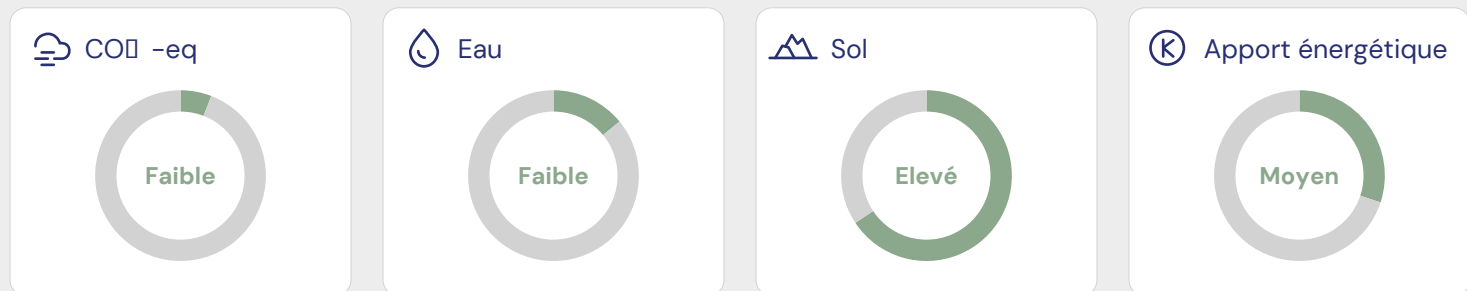 CO▯ -eq
Eau
Sol
Apport énergétique
Faible
Faible
Elevé
Moyen